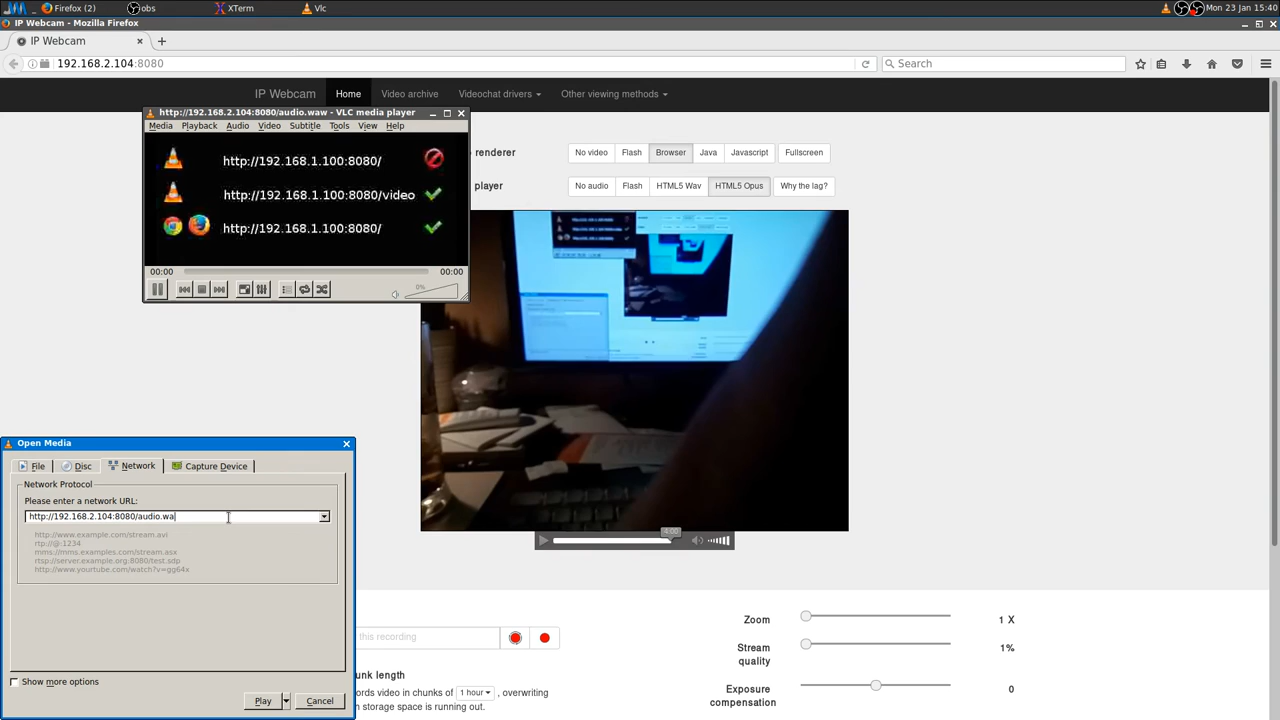 Firefox (2) obs XTerm Vlc Mon 23 Jan 15:40
IP Webcam - Mozilla Firefox
IP Webcam
192.168.2.104:8080 Search
IP Webcam Home Video archive Videochat drivers Other viewing methods
http://192.168.2.104:8080/audio.waw - VLC media player
Media Playback Audio Video Subtitle Tools View Help
http://192.168.1.100:8080/
http://192.168.1.100:8080/video
http://192.168.1.100:8080/
00:00 00:00
0%
renderer No video Flash Browser Java Javascript Fullscreen
player No audio Flash HTML5 Wav HTML5 Opus Why the lag?
4:00
Open Media
File Disc Network Capture Device
Network Protocol
Please enter a network URL:
http://192.168.2.104:8080/audio.wa
http://www.example.com/stream.avi
rtp://@:1234
mms://mms.examples.com/stream.asx
rtsp://server.example.org:8080/test.sdp
http://www.youtube.com/watch?v=gg64x
Show more options
Play Cancel
this recording
unk length
ords video in chunks of 1 hour , overwriting
n storage space is running out.
Zoom 1 X
Stream quality 1%
Exposure compensation 0